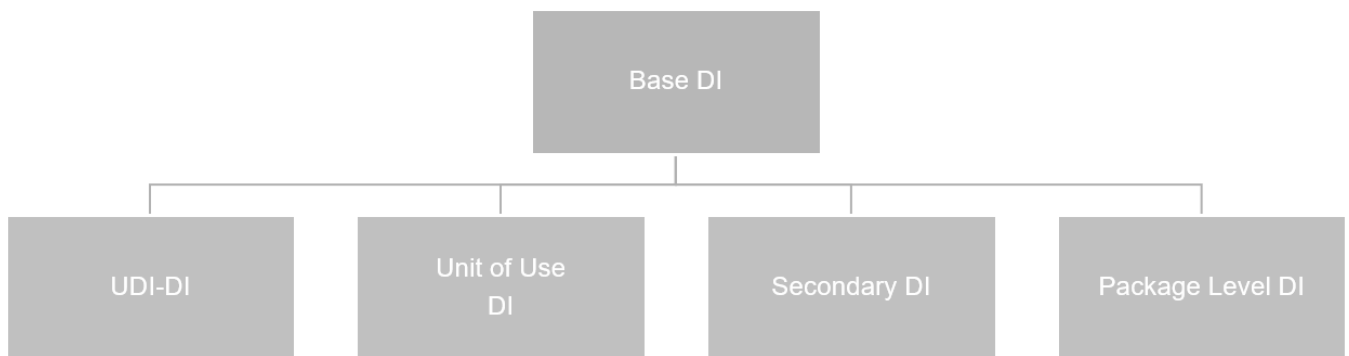 Base DI
UDI-DI
Unit of Use
DI
Secondary DI
Package Level DI